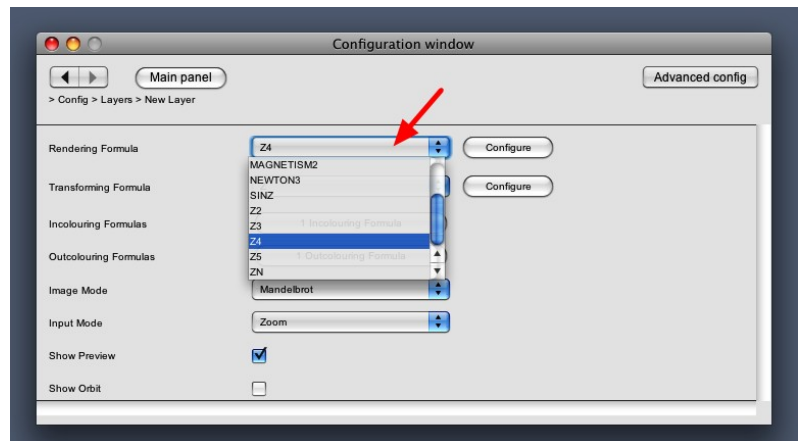 Configuration window
Main panel
Advanced config
> Config > Layers > New Layer
Rendering Formula
Z4
Configure
MAGNETISM2
NEWTON3
SINZ
Z2
Z3
Z4
Z5
ZN
Transforming Formula
Configure
Incolouring Formulas
1 Incolouring Formula
Outcolouring Formulas
1 Outcolouring Formula
Image Mode
Mandelbrot
Input Mode
Zoom
Show Preview
Show Orbit